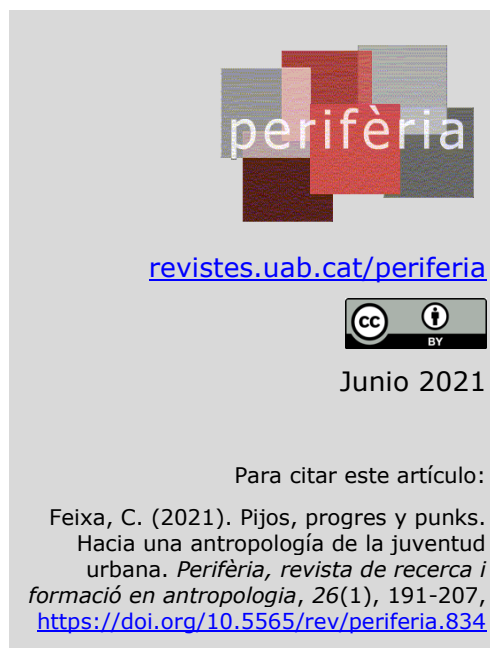 perifèria
revistes.uab.cat/periferia
cc
BY
Junio 2021
Para citar este artículo:
Feixa, C. (2021). Pijos, progres y punks.
Hacia una antropología de la juventud
urbana. Perifèria, revista de recerca i
formació en antropologia, 26(1), 191-207,
https://doi.org/10.5565/rev/periferia.834